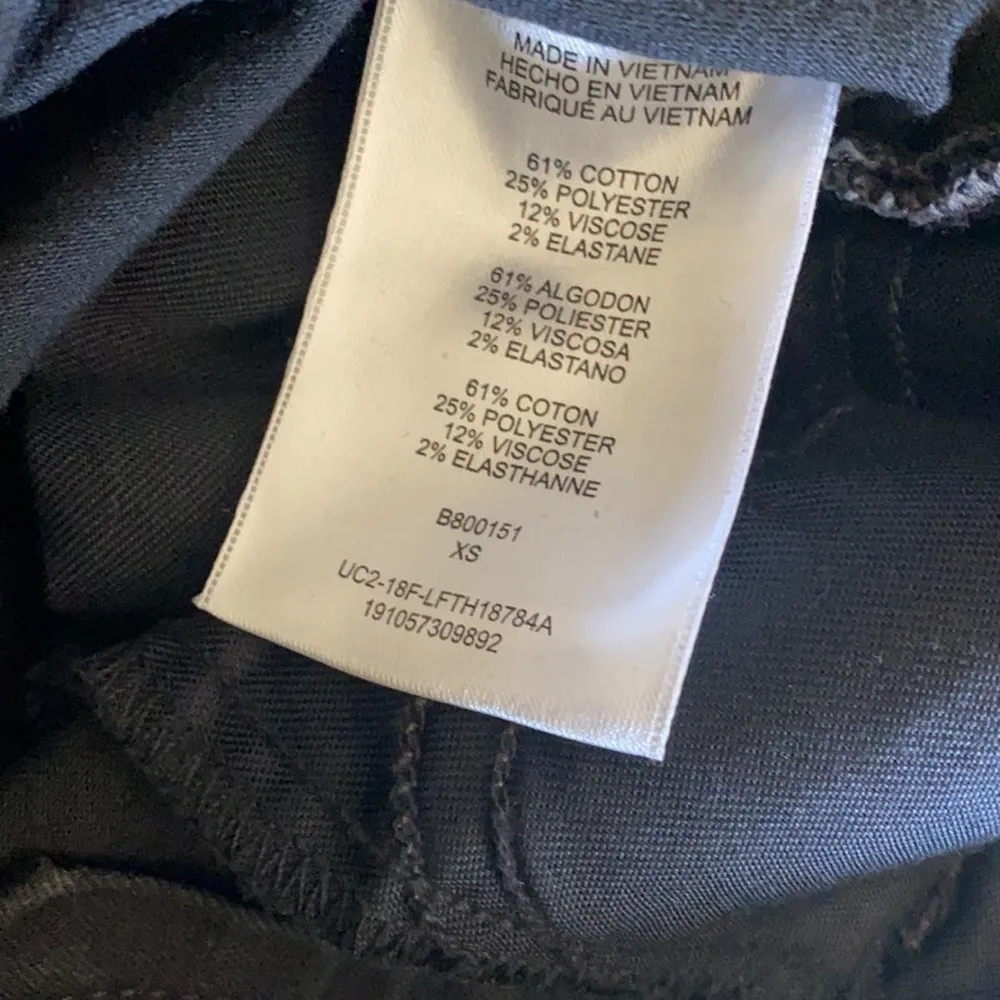 MADE IN VIETNAM
HECHO EN VIETNAM
FABRIQUÉ AU VIETNAM
61% COTTON
25% POLYESTER
12% VISCOSE
2% ELASTANE
61% ALGODON
25% POLIESTER
12% VISCOSA
2% ELASTANO
61% COTON
25% POLYESTER
12% VISCOSE
2% ELASTHANNE
B800151
XS
UC2-18F-LFTH18784A
191057309892